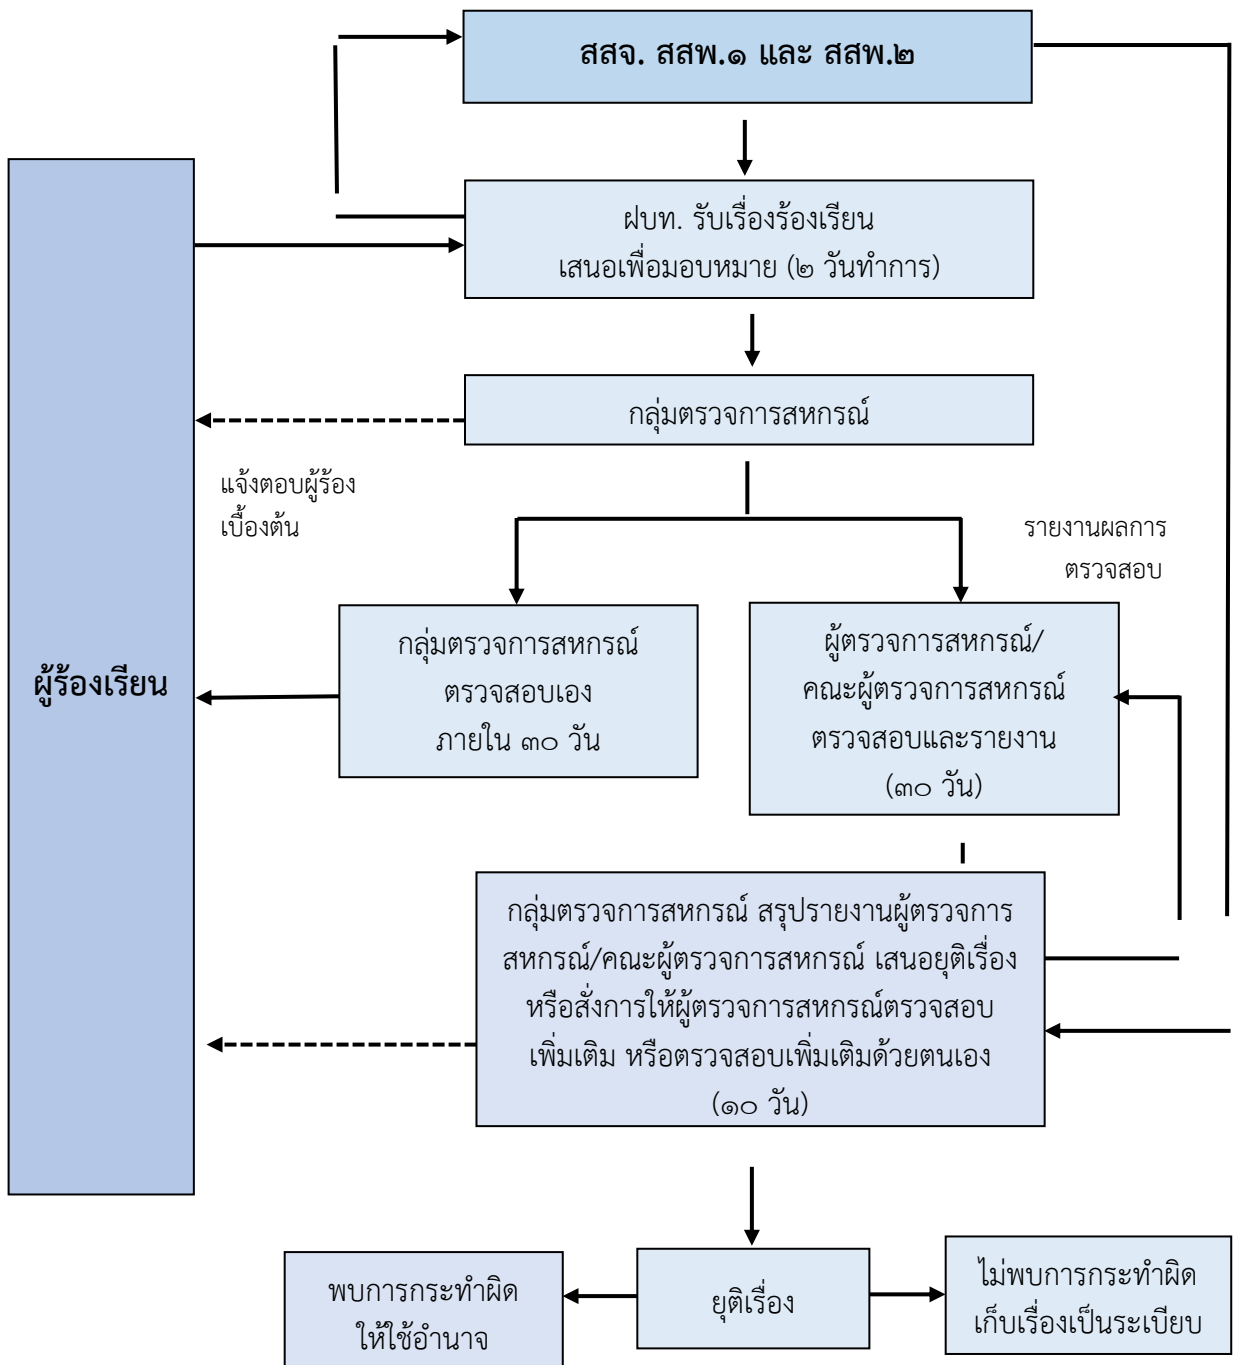 สสจ. สสพ.๑ และ สสพ.๒
ฝบท. รับเรื่องร้องเรียน
เสนอเพื่อมอบหมาย (๒ วันทำการ)
กลุ่มตรวจการสหกรณ์
แจ้งตอบผู้ร้อง
เบื้องต้น
รายงานผลการ
ตรวจสอบ
ผู้ร้องเรียน
กลุ่มตรวจการสหกรณ์
ตรวจสอบเอง
ภายใน ๓๐ วัน
ผู้ตรวจการสหกรณ์/
คณะผู้ตรวจการสหกรณ์
ตรวจสอบและรายงาน
(๓๐ วัน)
กลุ่มตรวจการสหกรณ์ สรุปรายงานผู้ตรวจการ
สหกรณ์/คณะผู้ตรวจการสหกรณ์ เสนอยุติเรื่อง
หรือสั่งการให้ผู้ตรวจการสหกรณ์ตรวจสอบ
เพิ่มเติม หรือตรวจสอบเพิ่มเติมด้วยตนเอง
(๑๐ วัน)
พบการกระทำผิด
ให้ใช้อำนาจ
ยุติเรื่อง
ไม่พบการกระทำผิด
เก็บเรื่องเป็นระเบียบ